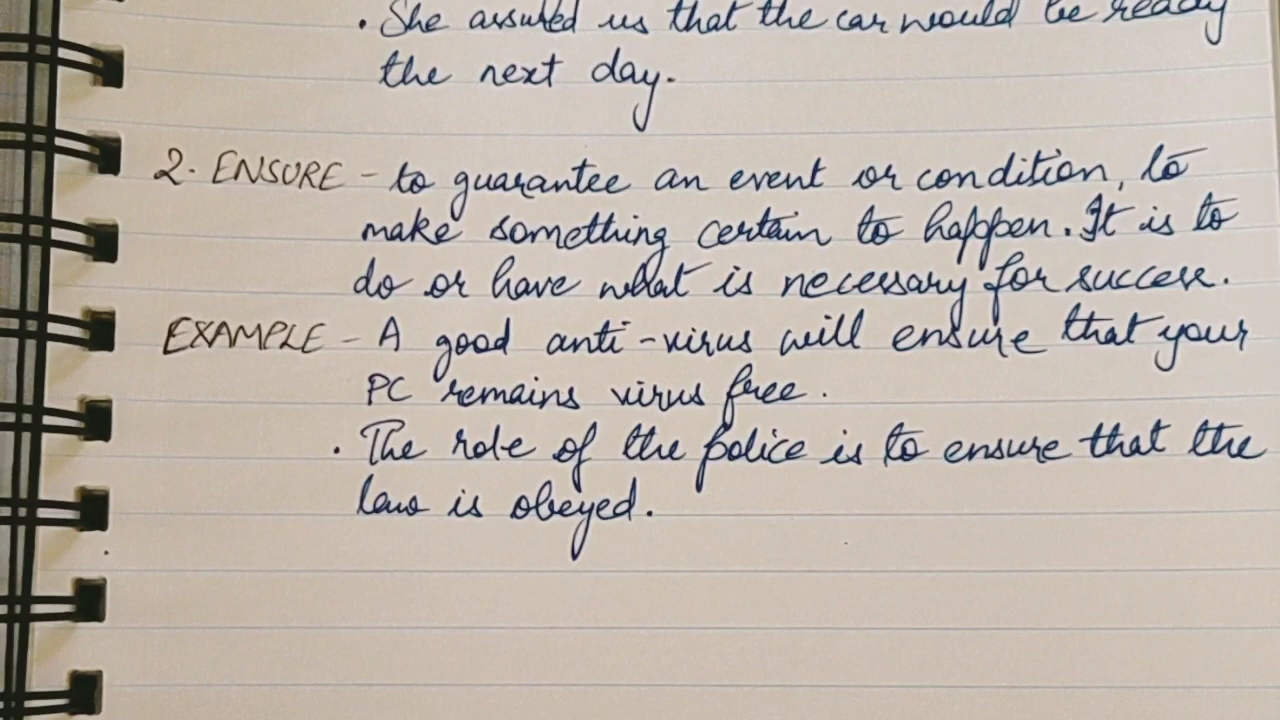 . She assured us that the car would be ready
the next day.
2. ENSURE - to guarantee an event or condition, to
make something certain to happen. It is to
do or have what is necessary for success.
EXAMPLE - A good anti-virus will ensure that your
PC remains virus free.
. The role of the police is to ensure that the
law is obeyed.